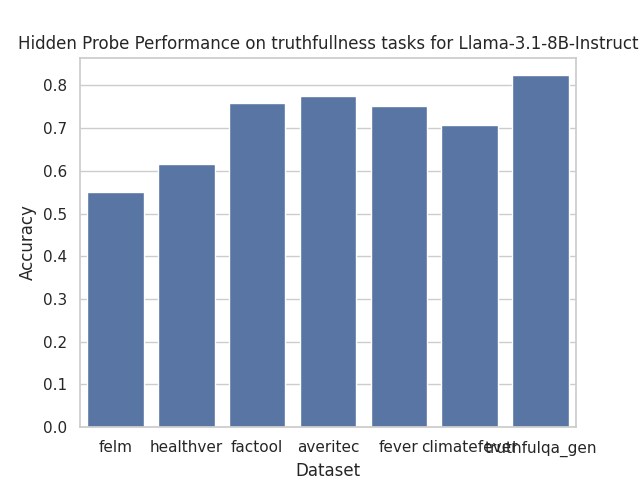 Hidden Probe Performance on truthfullness tasks for Llama-3.1-8B-Instruct
0.8
0.7
0.6
0.5
0.4
0.3
0.2
0.1
0.0
Accuracy
felm healthver factool averitec fever climatefever truthfulqa_gen
Dataset